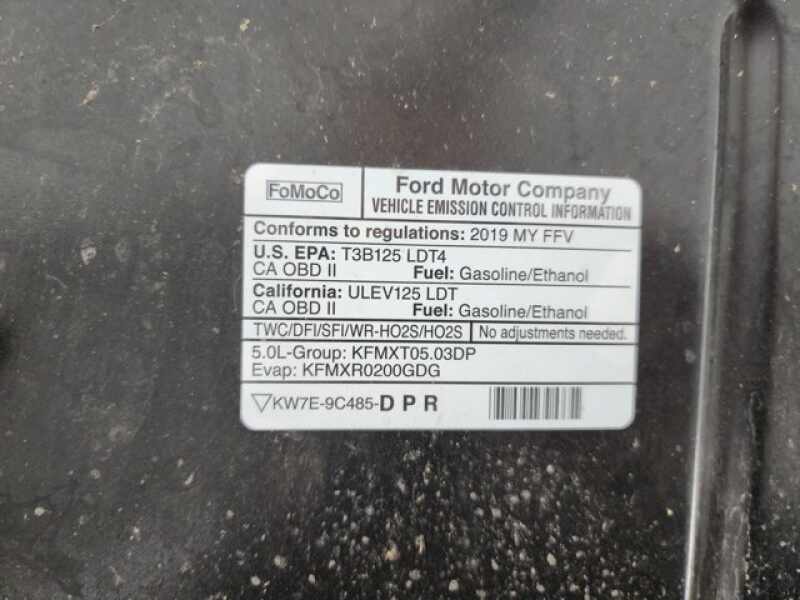 FoMoCo
Ford Motor Company
VEHICLE EMISSION CONTROL INFORMATION
Conforms to regulations: 2019 MY FFV
U.S. EPA: T3B125 LDT4
CA OBD II Fuel: Gasoline/Ethanol
California: ULEV125 LDT
CA OBD II Fuel: Gasoline/Ethanol
TWC/DFI/SFI/WR-HO2S/HO2S No adjustments needed.
5.0L-Group: KFMXT05.03DP
Evap: KFMXR0200GDG
▽KW7E-9C485-D P R